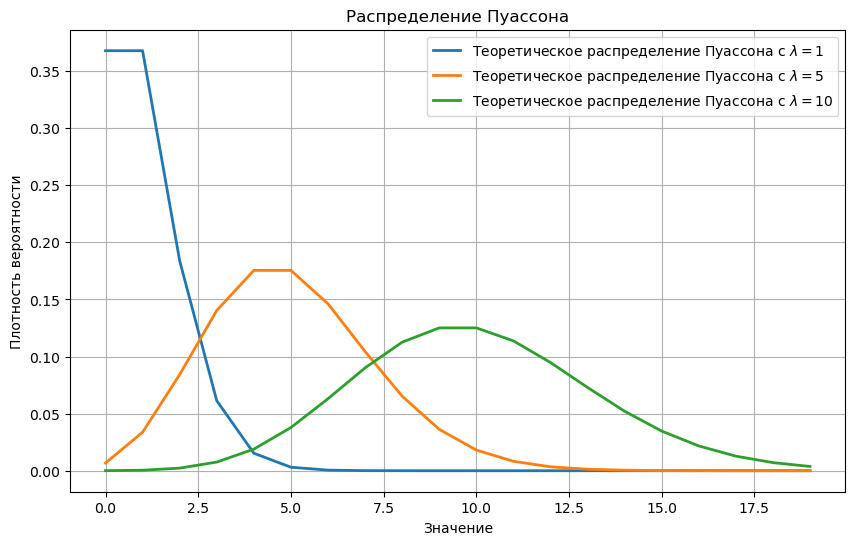 Распределение Пуассона
Теоретическое распределение Пуассона с λ = 1
Теоретическое распределение Пуассона с λ = 5
Теоретическое распределение Пуассона с λ = 10
Плотность вероятности
0.35
0.30
0.25
0.20
0.15
0.10
0.05
0.00
0.0 2.5 5.0 7.5 10.0 12.5 15.0 17.5
Значение